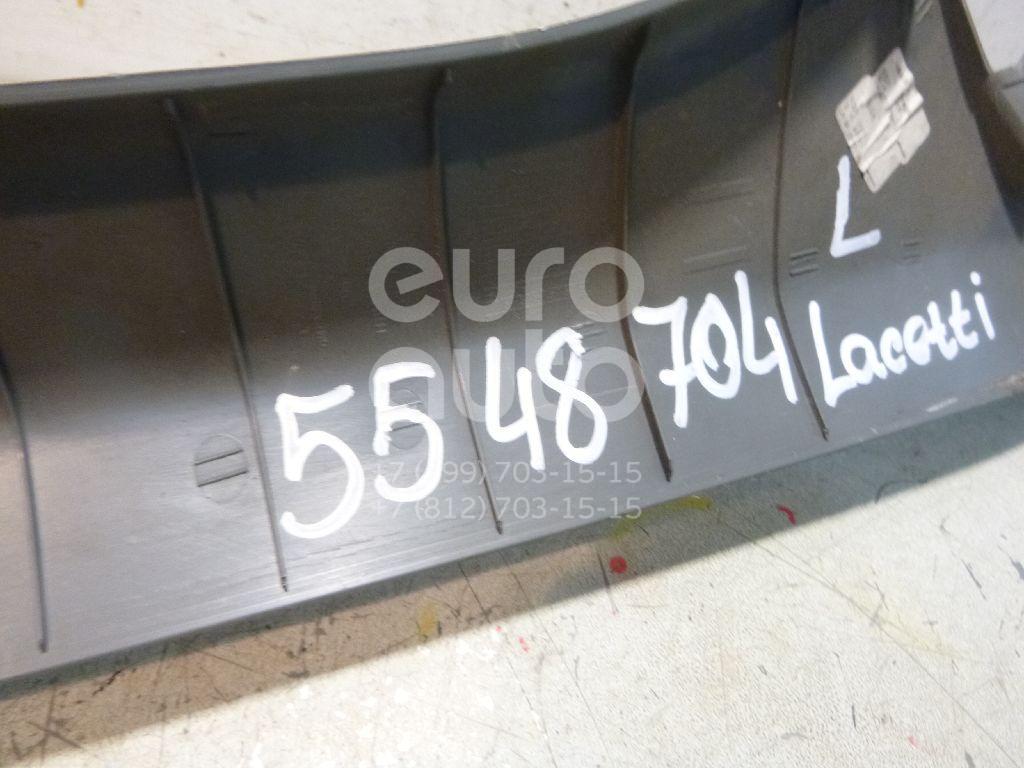 L
euro
auto
5548704 Lacetti
+7 (499) 703-15-15
+7 (812) 703-15-15